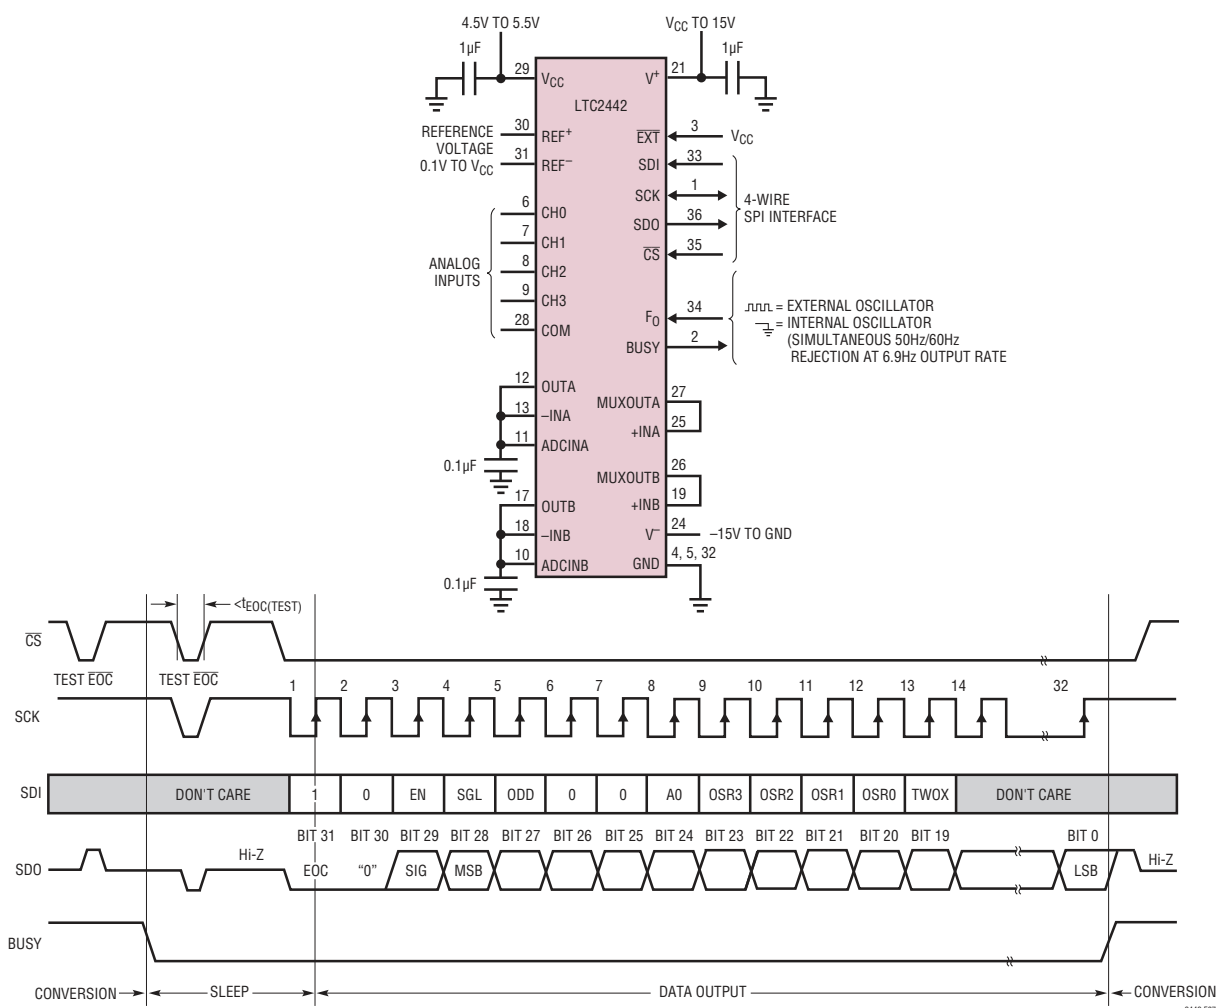 4.5V TO 5.5V
VCC TO 15V
1µF
1µF
29
VCC
V+
21
LTC2442
REFERENCE
VOLTAGE
0.1V TO VCC
30
REF+
31
REF−
EXT
3
VCC
SDI
33
SCK
1
SDO
36
CS
35
4-WIRE
SPI INTERFACE
ANALOG
INPUTS
6
CH0
7
CH1
8
CH2
9
CH3
28
COM
FO
34
BUSY
2
= EXTERNAL OSCILLATOR
= INTERNAL OSCILLATOR
(SIMULTANEOUS 50Hz/60Hz
REJECTION AT 6.9Hz OUTPUT RATE
12
OUTA
13
–INA
11
ADCINA
0.1µF
MUXOUTA
27
+INA
25
MUXOUTB
26
+INB
19
17
OUTB
18
–INB
10
ADCINB
0.1µF
V−
24
–15V TO GND
GND
4, 5, 32
<tEOC(TEST)
CS
TEST EOC
TEST EOC
SCK
1 2 3 4 5 6 7 8 9 10 11 12 13 14 32
SDI
DON'T CARE 1 0 EN SGL ODD 0 0 A0 OSR3 OSR2 OSR1 OSR0 TWOX DON'T CARE
BIT 31 BIT 30 BIT 29 BIT 28 BIT 27 BIT 26 BIT 25 BIT 24 BIT 23 BIT 22 BIT 21 BIT 20 BIT 19 BIT 0
SDO
Hi-Z EOC "0" SIG MSB LSB Hi-Z
BUSY
CONVERSION SLEEP DATA OUTPUT CONVERSION